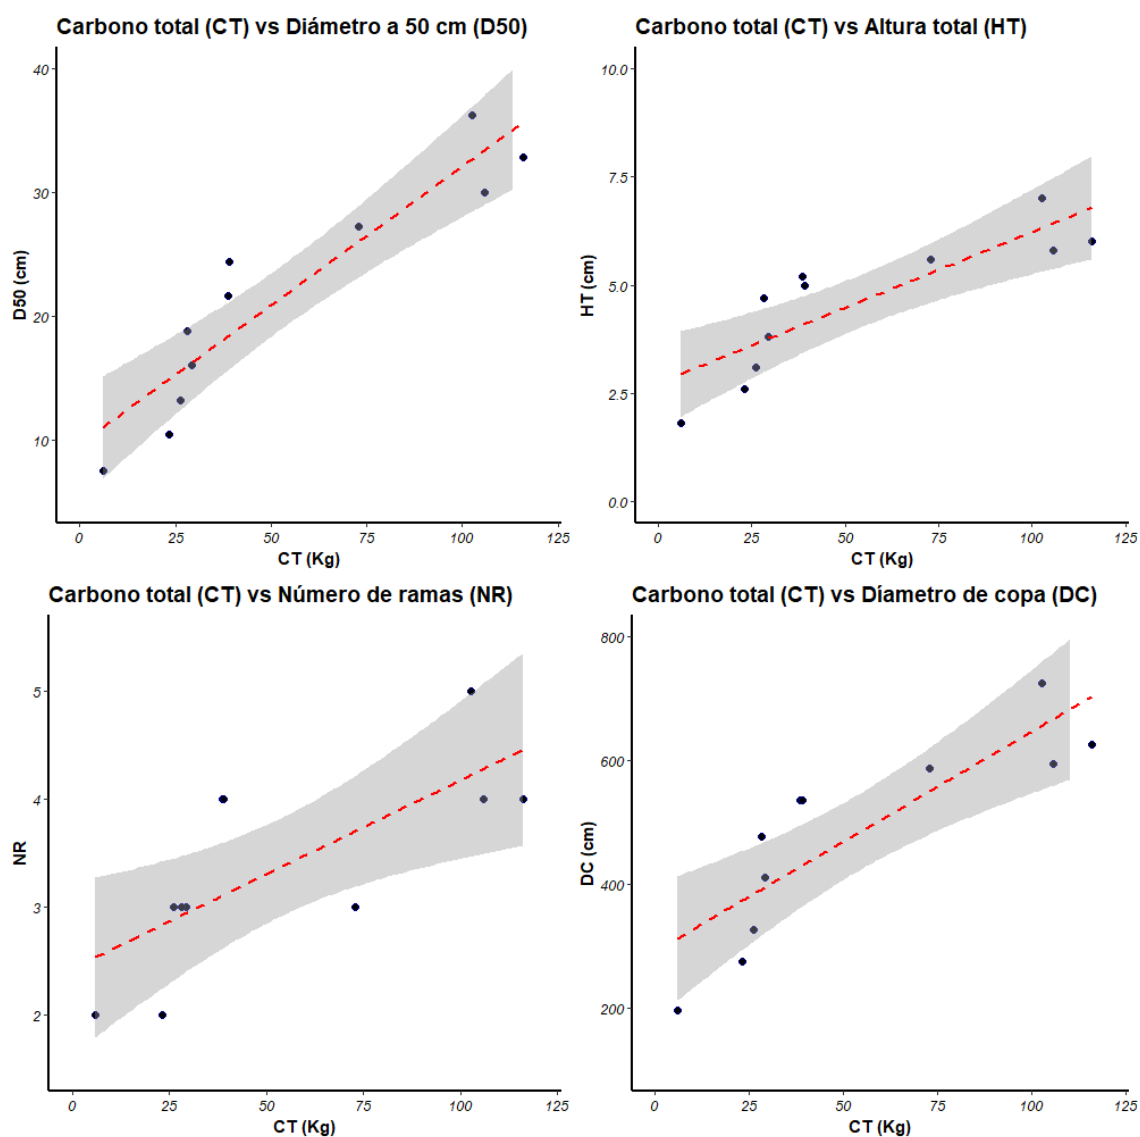 Carbono total (CT) vs Diámetro a 50 cm (D50)
40
30
20
10
D50 (cm)
0 25 50 75 100 125
CT (Kg)
Carbono total (CT) vs Altura total (HT)
10.0
7.5
5.0
2.5
0.0
HT (cm)
0 25 50 75 100 125
CT (Kg)
Carbono total (CT) vs Número de ramas (NR)
5
4
3
2
NR
0 25 50 75 100 125
CT (Kg)
Carbono total (CT) vs Díametro de copa (DC)
800
600
400
200
DC (cm)
0 25 50 75 100 125
CT (Kg)